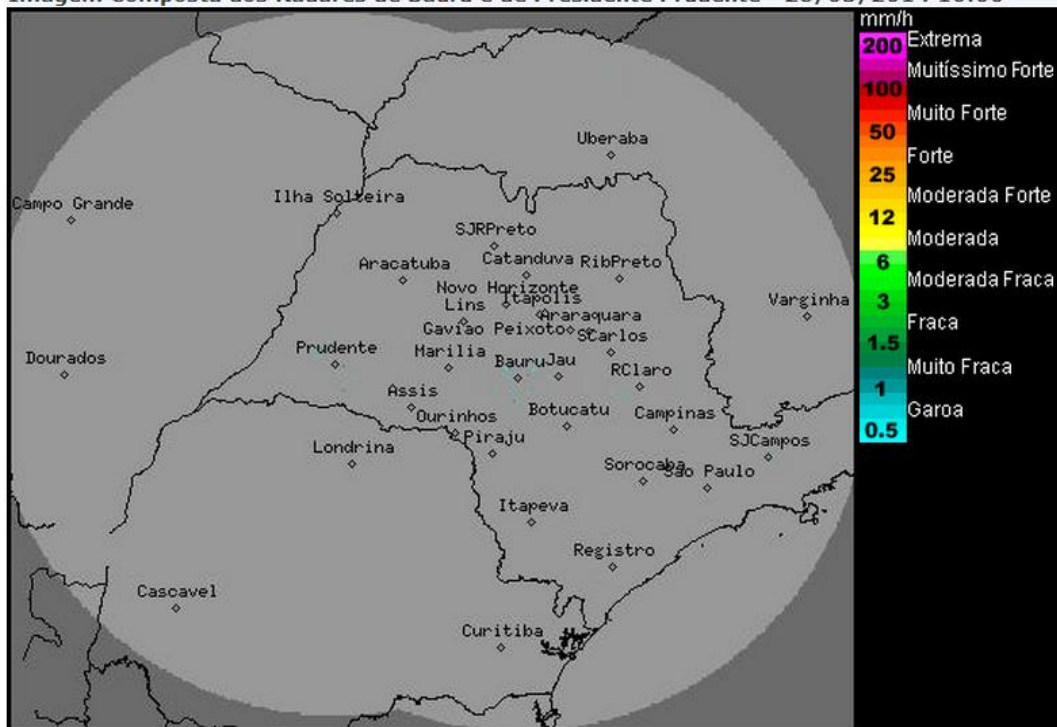 mm/h
200 Extrema
Muitíssimo Forte
100
Muito Forte
50
Forte
25
Moderada Forte
12
Moderada
6
Moderada Fraca
3
Fraca
1.5
Muito Fraca
1
Garoa
0.5
Uberaba
Campo Grande
Ilha Solteira
SJRPreto
Aracatuba
Catanduva
RibPreto
Novo Horizonte
Lins
Itapolis
Varginha
Gaviao Peixoto
Araraquara
SCarlos
Dourados
Prudente
Marilia
Bauru
Jau
RClaro
Assis
Ourinhos
Botucatu
Campinas
Londrina
Piraju
SJCampos
Sorocaba
Sao Paulo
Itapeva
Registro
Cascavel
Curitiba